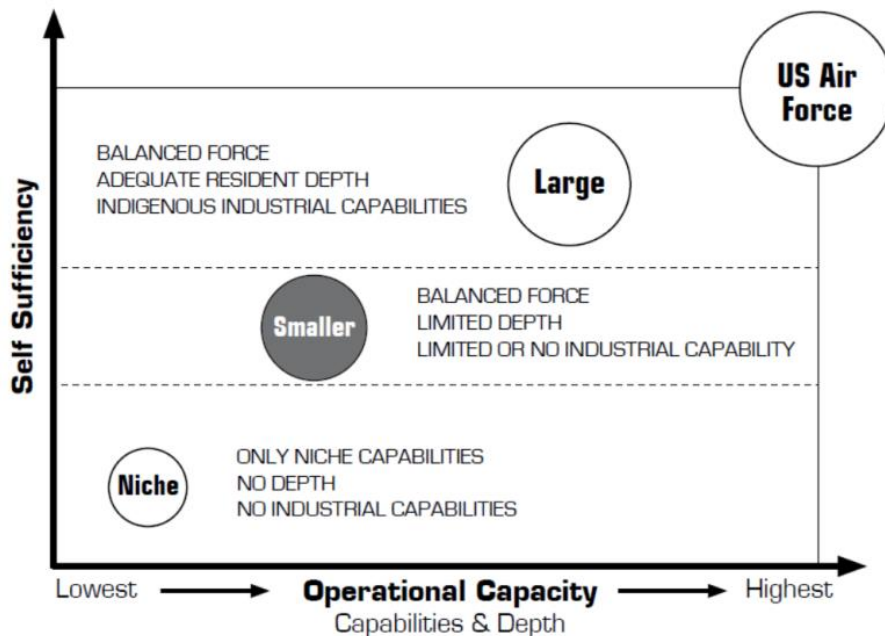 US Air
Force
BALANCED FORCE
ADEQUATE RESIDENT DEPTH
INDIGENOUS INDUSTRIAL CAPABILITIES
Large
Self Sufficiency
Smaller
BALANCED FORCE
LIMITED DEPTH
LIMITED OR NO INDUSTRIAL CAPABILITY
Niche
ONLY NICHE CAPABILITIES
NO DEPTH
NO INDUSTRIAL CAPABILITIES
Lowest Operational Capacity Highest
Capabilities & Depth